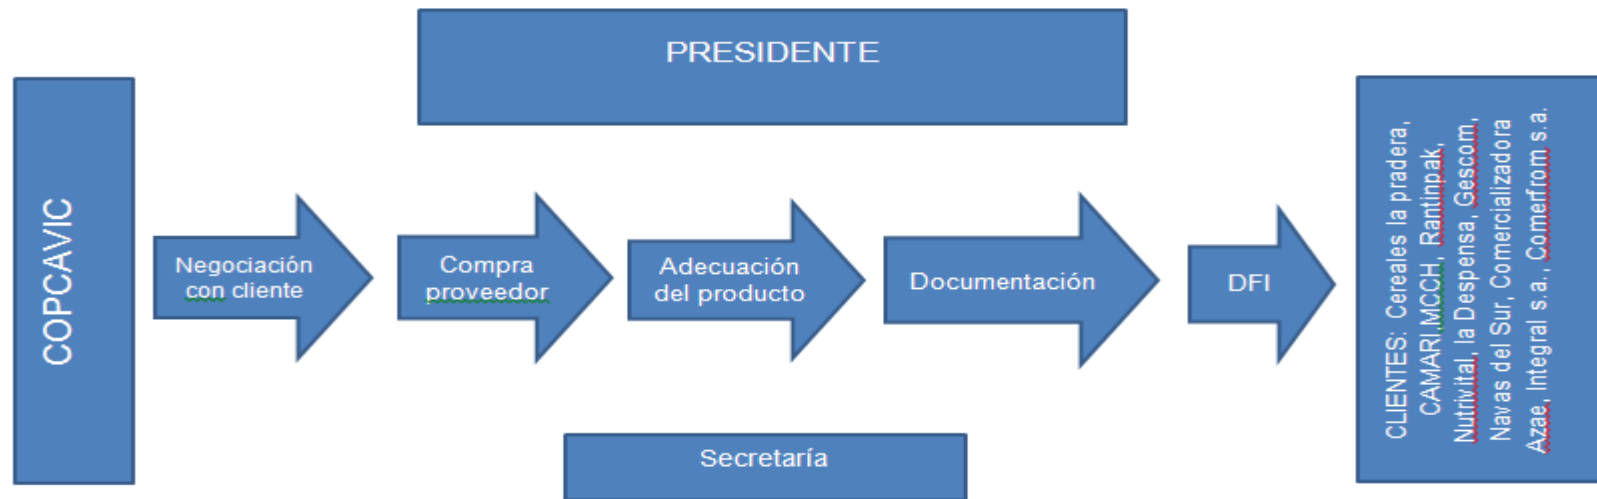 PRESIDENTE
COPCAVIC
Negociación
con cliente
Compra
proveedor
Adecuación
del producto
Documentación
DFI
CLIENTES:  Cereales la pradera,
CAMARI,MCCH, Rantinpak,
Nutrivital, la Despensa, Gescom,
Navas del Sur, Comercializadora
Azae, Integral s.a., Comerfrom s.a.
Secretaría